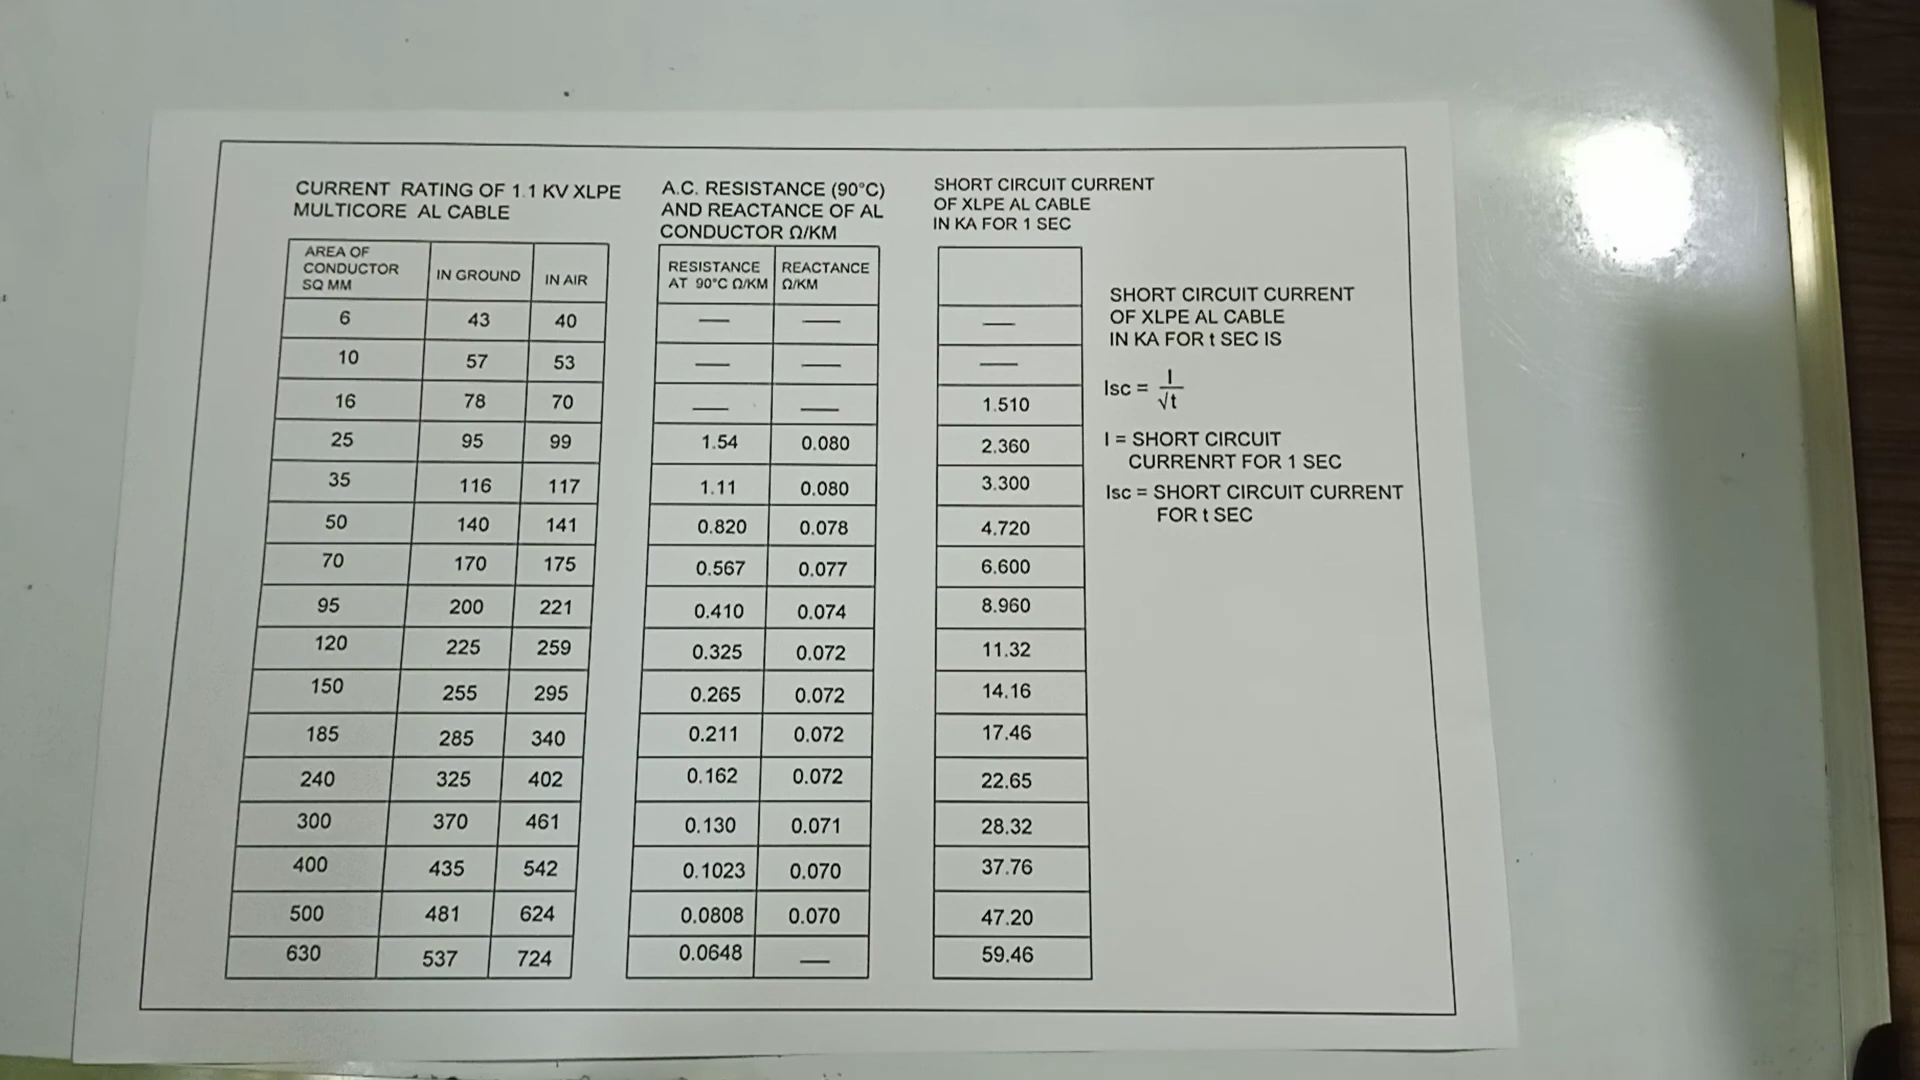 CURRENT RATING OF 1.1 KV XLPE
MULTICORE AL CABLE
AREA OF
CONDUCTOR
SQ MM
IN GROUND
IN AIR
6 43 40
10 57 53
16 78 70
25 95 99
35 116 117
50 140 141
70 170 175
95 200 221
120 225 259
150 255 295
185 285 340
240 325 402
300 370 461
400 435 542
500 481 624
630 537 724
A.C. RESISTANCE (90°C)
AND REACTANCE OF AL
CONDUCTOR Ω/KM
RESISTANCE
AT 90°C Ω/KM
REACTANCE
Ω/KM
— —
— —
— —
1.54 0.080
1.11 0.080
0.820 0.078
0.567 0.077
0.410 0.074
0.325 0.072
0.265 0.072
0.211 0.072
0.162 0.072
0.130 0.071
0.1023 0.070
0.0808 0.070
0.0648 —
SHORT CIRCUIT CURRENT
OF XLPE AL CABLE
IN KA FOR 1 SEC
—
—
1.510
2.360
3.300
4.720
6.600
8.960
11.32
14.16
17.46
22.65
28.32
37.76
47.20
59.46
SHORT CIRCUIT CURRENT
OF XLPE AL CABLE
IN KA FOR t SEC IS
Isc = I/√t
I = SHORT CIRCUIT
CURRENRT FOR 1 SEC
Isc = SHORT CIRCUIT CURRENT
FOR t SEC